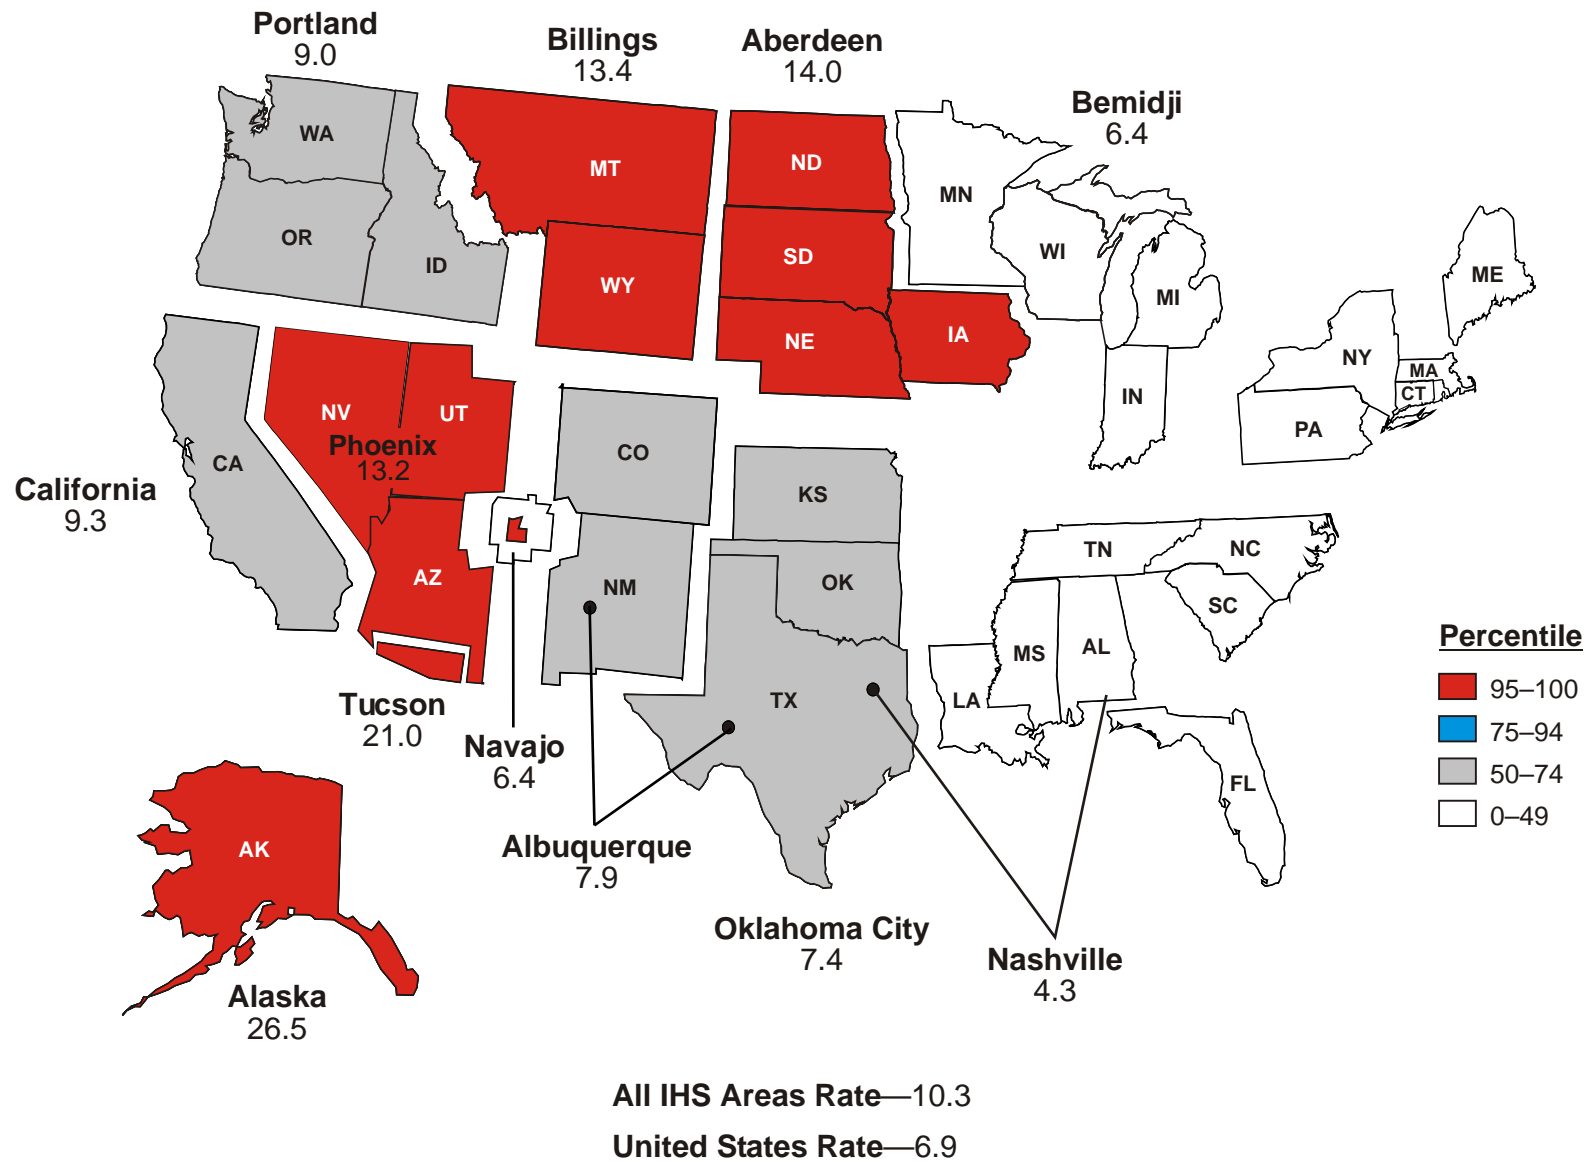 Portland
9.0
Billings
13.4
Aberdeen
14.0
Bemidji
6.4
WA
OR
ID
MT
WY
ND
SD
NE
IA
MN
WI
MI
IN
ME
NY
MA
CT
PA
California
9.3
CA
NV
UT
Phoenix
13.2
AZ
CO
NM
KS
OK
TX
TN
NC
SC
MS
AL
LA
FL
Percentile
95–100
75–94
50–74
0–49
Tucson
21.0
Navajo
6.4
Albuquerque
7.9
Oklahoma City
7.4
Nashville
4.3
AK
Alaska
26.5
All IHS Areas Rate—10.3
United States Rate—6.9